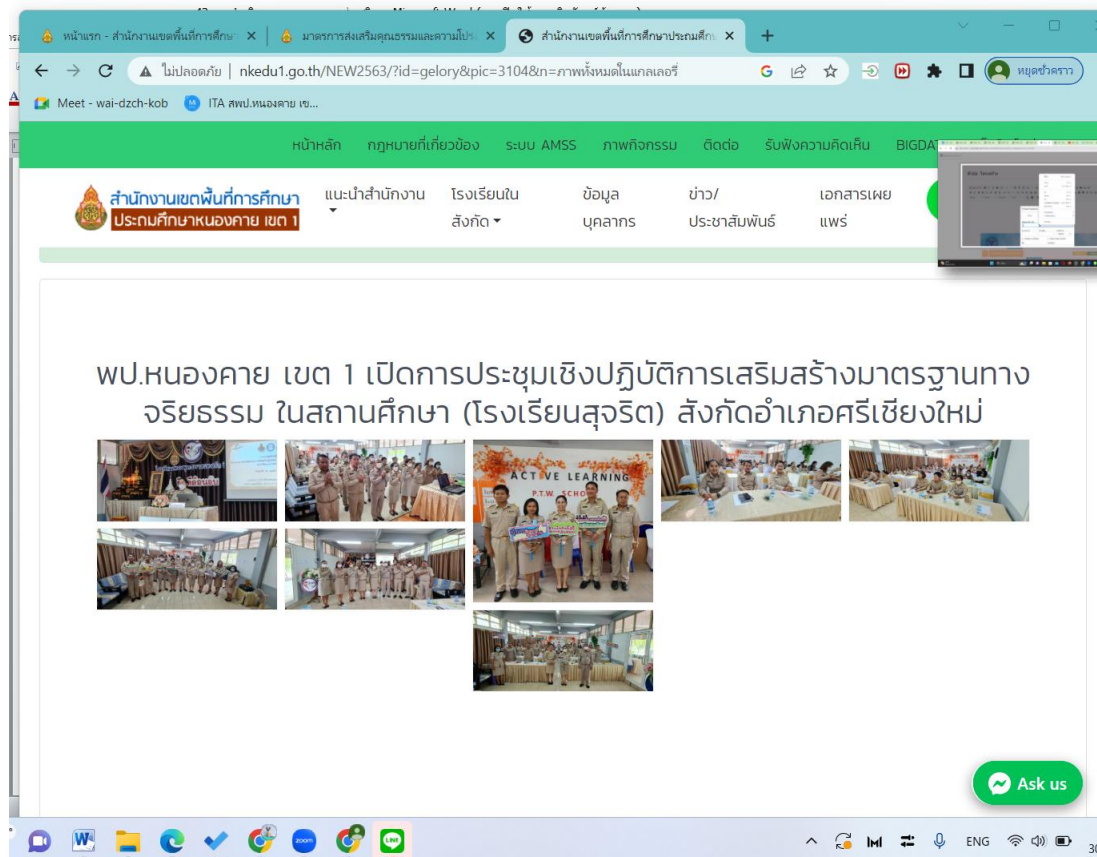 หน้าแรก - สำนักงานเขตพื้นที่การศึกษ
มาตรการส่งเสริมคุณธรรมและความโปร
สำนักงานเขตพื้นที่การศึกษาประถมศึก
ไม่ปลอดภัย | nkedu1.go.th/NEW2563/?id=gelory&pic=3104&n=ภาพทั้งหมดในแกลเลอรี่
หยุดชั่วคราว
Meet - wai-dzch-kob
ITA สพป.หนองคาย เข...
หน้าหลัก กฎหมายที่เกี่ยวข้อง ระบบ AMSS ภาพกิจกรรม ติดต่อ รับฟังความคิดเห็น BIGDAT
สำนักงานเขตพื้นที่การศึกษา
ประถมศึกษาหนองคาย เขต 1
แนะนำสำนักงาน
โรงเรียนใน
สังกัด
ข้อมูล
บุคลากร
ข่าว/
ประชาสัมพันธ์
เอกสารเผย
แพร่
พป.หนองคาย เขต 1 เปิดการประชุมเชิงปฏิบัติการเสริมสร้างมาตรฐานทาง
จริยธรรม ในสถานศึกษา (โรงเรียนสุจริต) สังกัดอำเภอศรีเชียงใหม่
ACTIVE LEARNING
P.T.W. SCHO
Ask us
zoom
LINE
ENG
30